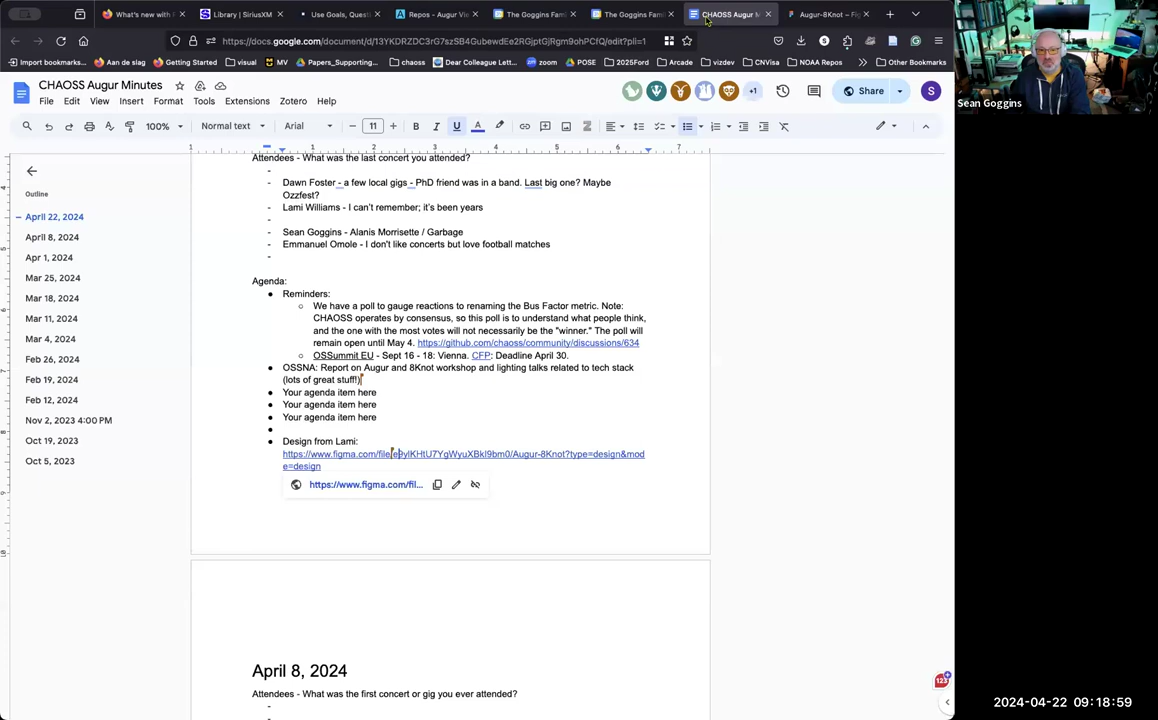 What's new with F
Library | SiriusXM
Use Goals, Questi
Repos - Augur Vie
The Goggins Famil
The Goggins Famil
CHAOSS Augur M
Augur-8Knot – Fig
https://docs.google.com/document/d/13YKDRZDC3rG7szSB4GubewdEe2RGjptGjRgm9ohPCfQ/edit?pli=1
Import bookmarks...
Aan de slag
Getting Started
visual
MV
Papers_Supporting...
chaoss
Dear Colleague Let...
zoom
POSE
2025Ford
Arcade
vizdev
CNVisa
NOAA Repos
Other Bookmarks
CHAOSS Augur Minutes
File Edit View Insert Format Tools Extensions Zotero Help
+1
Share
S
100%
Normal text
Arial
11
Outline
April 22, 2024
April 8, 2024
Apr 1, 2024
Mar 25, 2024
Mar 18, 2024
Mar 11, 2024
Mar 4, 2024
Feb 26, 2024
Feb 19, 2024
Feb 12, 2024
Nov 2, 2023 4:00 PM
Oct 19, 2023
Oct 5, 2023
Attendees - What was the last concert you attended?
-
- Dawn Foster - a few local gigs - PhD friend was in a band. Last big one? Maybe
Ozzfest?
- Lami Williams - I can't remember; it's been years
-
- Sean Goggins - Alanis Morrisette / Garbage
- Emmanuel Omole - I don't like concerts but love football matches
-
Agenda:
● Reminders:
○ We have a poll to gauge reactions to renaming the Bus Factor metric. Note:
CHAOSS operates by consensus, so this poll is to understand what people think,
and the one with the most votes will not necessarily be the "winner." The poll will
remain open until May 4. https://github.com/chaoss/community/discussions/634
○ OSSummit EU - Sept 16 - 18: Vienna. CFP: Deadline April 30.
● OSSNA: Report on Augur and 8Knot workshop and lighting talks related to tech stack
(lots of great stuff!)
● Your agenda item here
● Your agenda item here
● Your agenda item here
●
● Design from Lami:
https://www.figma.com/file/e9ylKHtU7YgWyuXBkl9bm0/Augur-8Knot?type=design&mod
e=design
https://www.figma.com/fil...
April 8, 2024
Attendees - What was the first concert or gig you ever attended?
-
-
123
Sean Goggins
2024-04-22 09:18:59